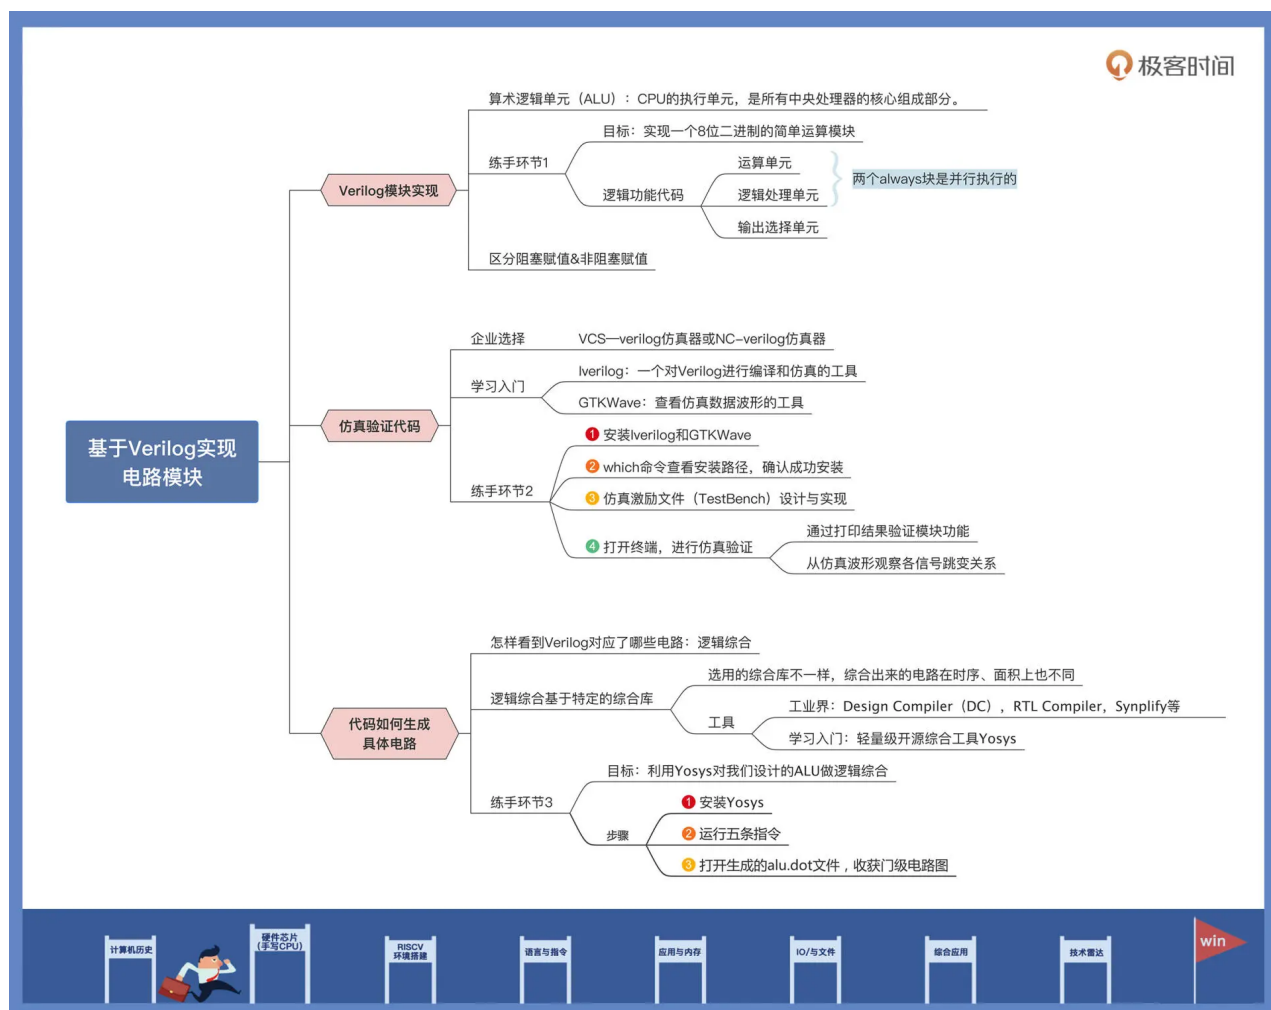 极客时间
算术逻辑单元（ALU）：CPU的执行单元，是所有中央处理器的核心组成部分。
目标：实现一个8位二进制的简单运算模块
练手环节1
运算单元
两个always块是并行执行的
Verilog模块实现
逻辑功能代码
逻辑处理单元
输出选择单元
区分阻塞赋值&非阻塞赋值
企业选择
VCS—verilog仿真器或NC-verilog仿真器
Iverilog：一个对Verilog进行编译和仿真的工具
学习入门
GTKWave：查看仿真数据波形的工具
仿真验证代码
1 安装Iverilog和GTKWave
2 which命令查看安装路径，确认成功安装
练手环节2
3 仿真激励文件（TestBench）设计与实现
4 打开终端，进行仿真验证
通过打印结果验证模块功能
从仿真波形观察各信号跳变关系
基于Verilog实现
电路模块
怎样看到Verilog对应了哪些电路：逻辑综合
选用的综合库不一样，综合出来的电路在时序、面积上也不同
逻辑综合基于特定的综合库
工业界：Design Compiler（DC），RTL Compiler，Synplify等
工具
学习入门：轻量级开源综合工具Yosys
代码如何生成
具体电路
目标：利用Yosys对我们设计的ALU做逻辑综合
练手环节3
1 安装Yosys
步骤
2 运行五条指令
3 打开生成的alu.dot文件，收获门级电路图
计算机历史
硬件芯片
（手写CPU）
RISCV
环境搭建
语言与指令
应用与内存
IO/与文件
综合应用
技术雷达
win